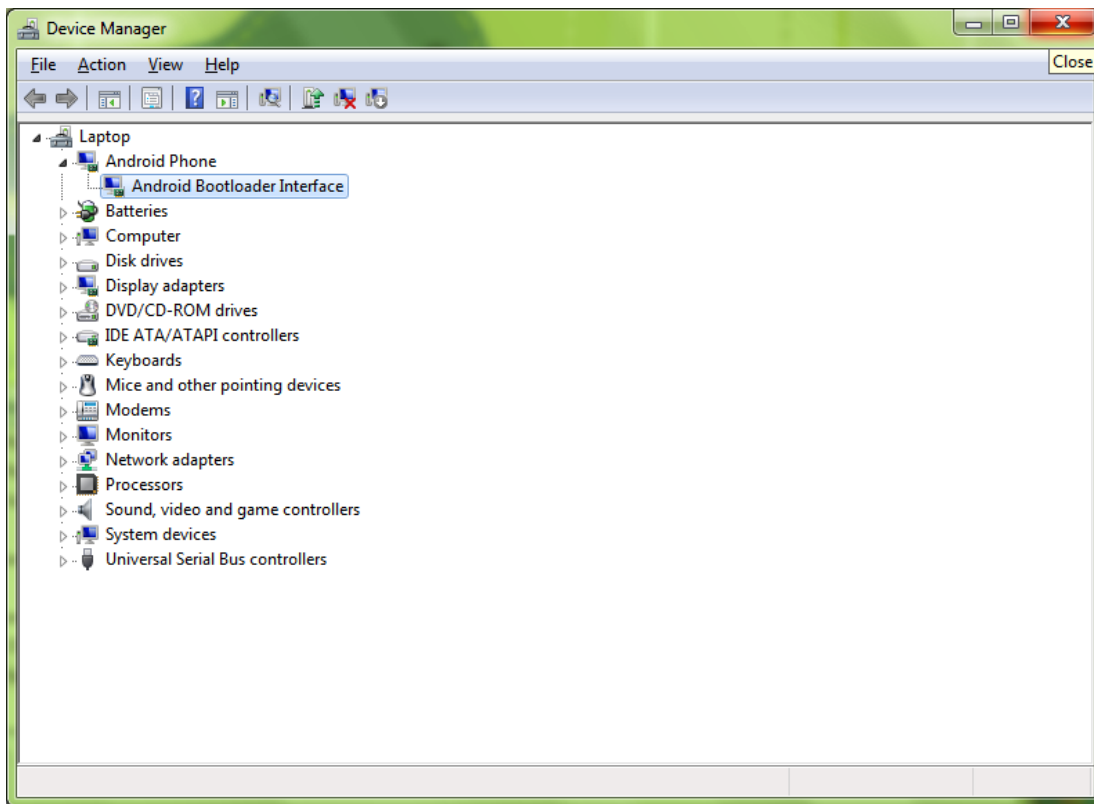 Device Manager
File Action View Help
Close
Laptop
Android Phone
Android Bootloader Interface
Batteries
Computer
Disk drives
Display adapters
DVD/CD-ROM drives
IDE ATA/ATAPI controllers
Keyboards
Mice and other pointing devices
Modems
Monitors
Network adapters
Processors
Sound, video and game controllers
System devices
Universal Serial Bus controllers